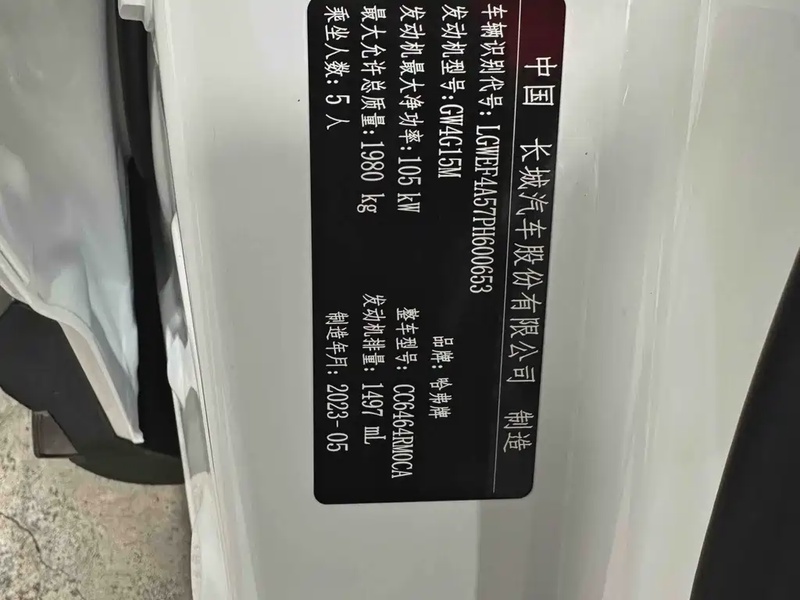 中国 长城汽车股份有限公司 制造
车辆识别代号: LGWEF4A57PH600653
品牌: 哈弗牌
发动机型号: GW4G15M
整车型号: CC6464RM0CA
发动机最大净功率: 105 kW
发动机排量: 1497 mL
最大允许总质量: 1980 kg
制造年月: 2023-05
乘坐人数: 5 人